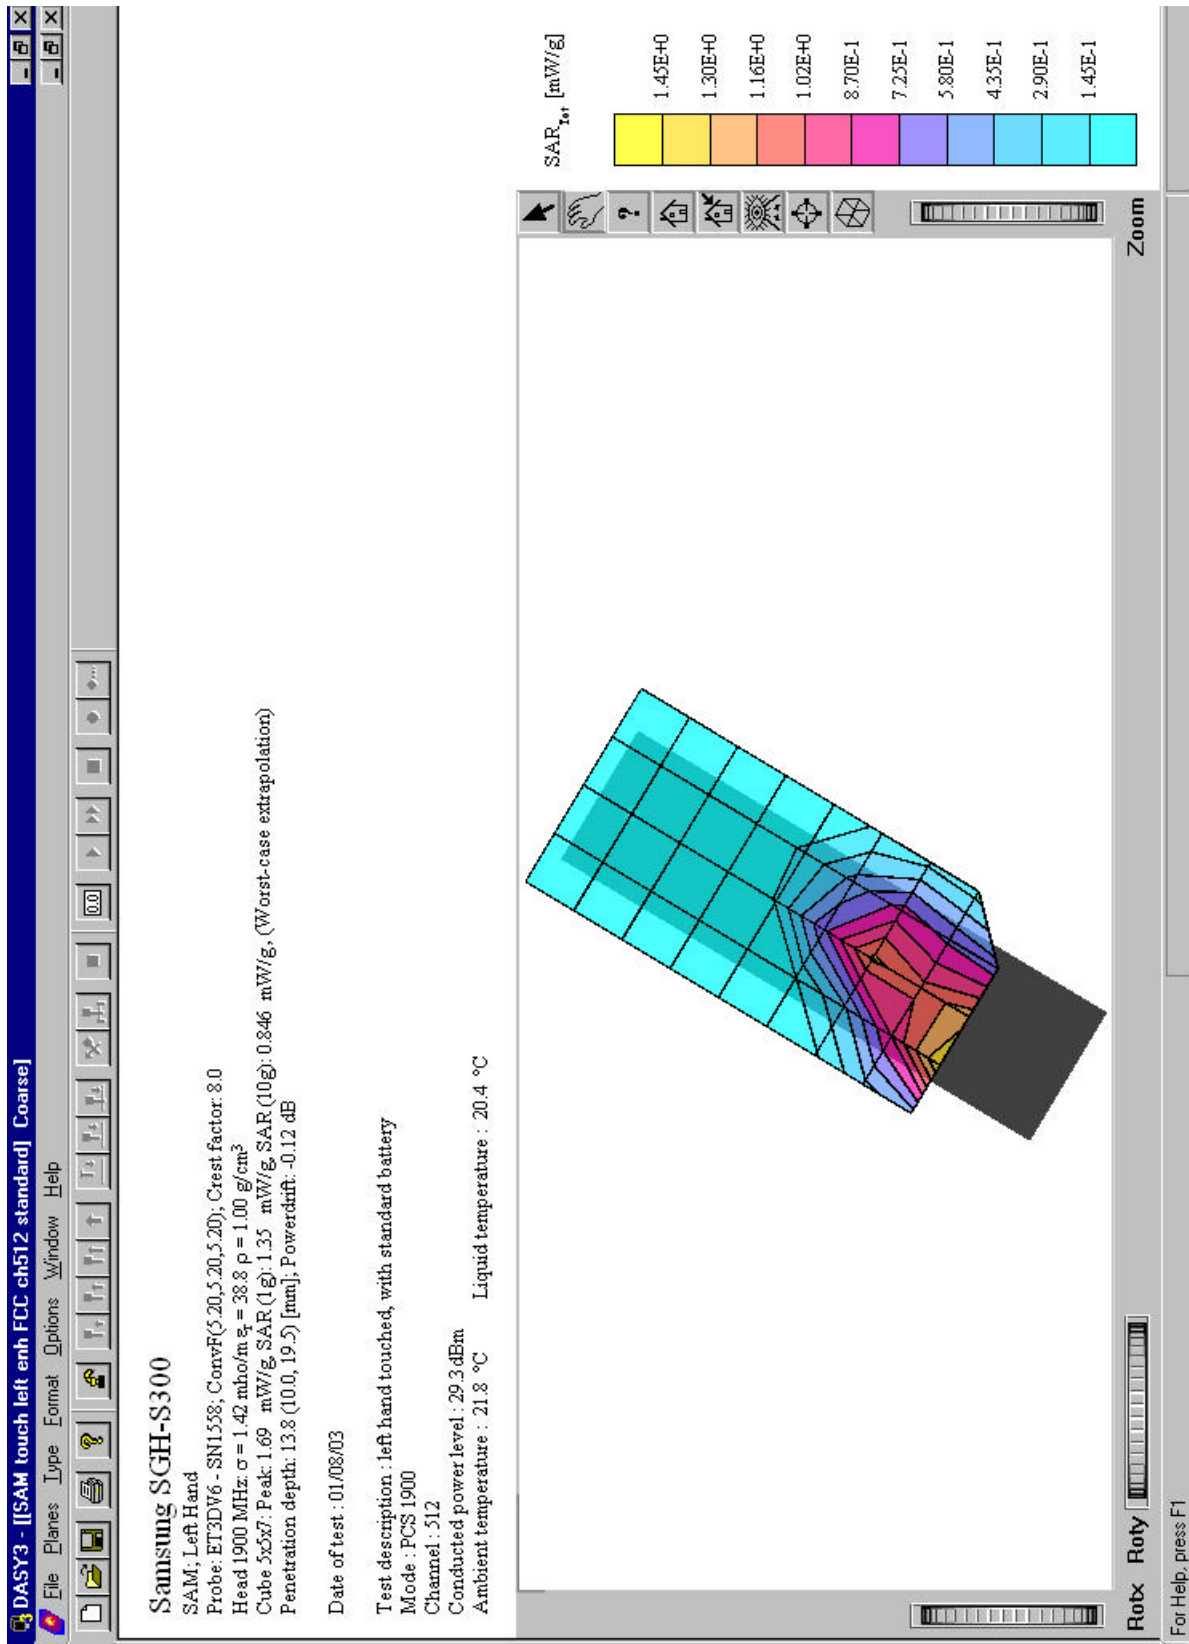 DASY3 - [[SAM touch left enh FCC ch512 standard] Coarse]
File Planes Type Format Options Window Help
0.0
Samsung SGH-S300
SAM; Left Hand
Probe: ET3DV6 - SN1558; ConvF(5.20,5.20,5.20); Crest factor: 8.0
Head 1900 MHz: σ = 1.42 mho/m εr = 38.8 ρ = 1.00 g/cm³
Cube 5x5x7: Peak: 1.69 mW/g, SAR (1g): 1.35 mW/g, SAR (10g): 0.846 mW/g, (Worst-case extrapolation)
Penetration depth: 13.8 (10.0, 19.5) [mm]; Powerdrift: -0.12 dB
Date of test : 01/08/03
Test description : left hand touched, with standard battery
Mode : PCS 1900
Channel : 512
Conducted power level : 29.3 dBm
Ambient temperature : 21.8 °C Liquid temperature : 20.4 °C
SARTot [mW/g]
1.45E+0
1.30E+0
1.16E+0
1.02E+0
8.70E-1
7.25E-1
5.80E-1
4.35E-1
2.90E-1
1.45E-1
Rotx Roty Zoom
For Help, press F1